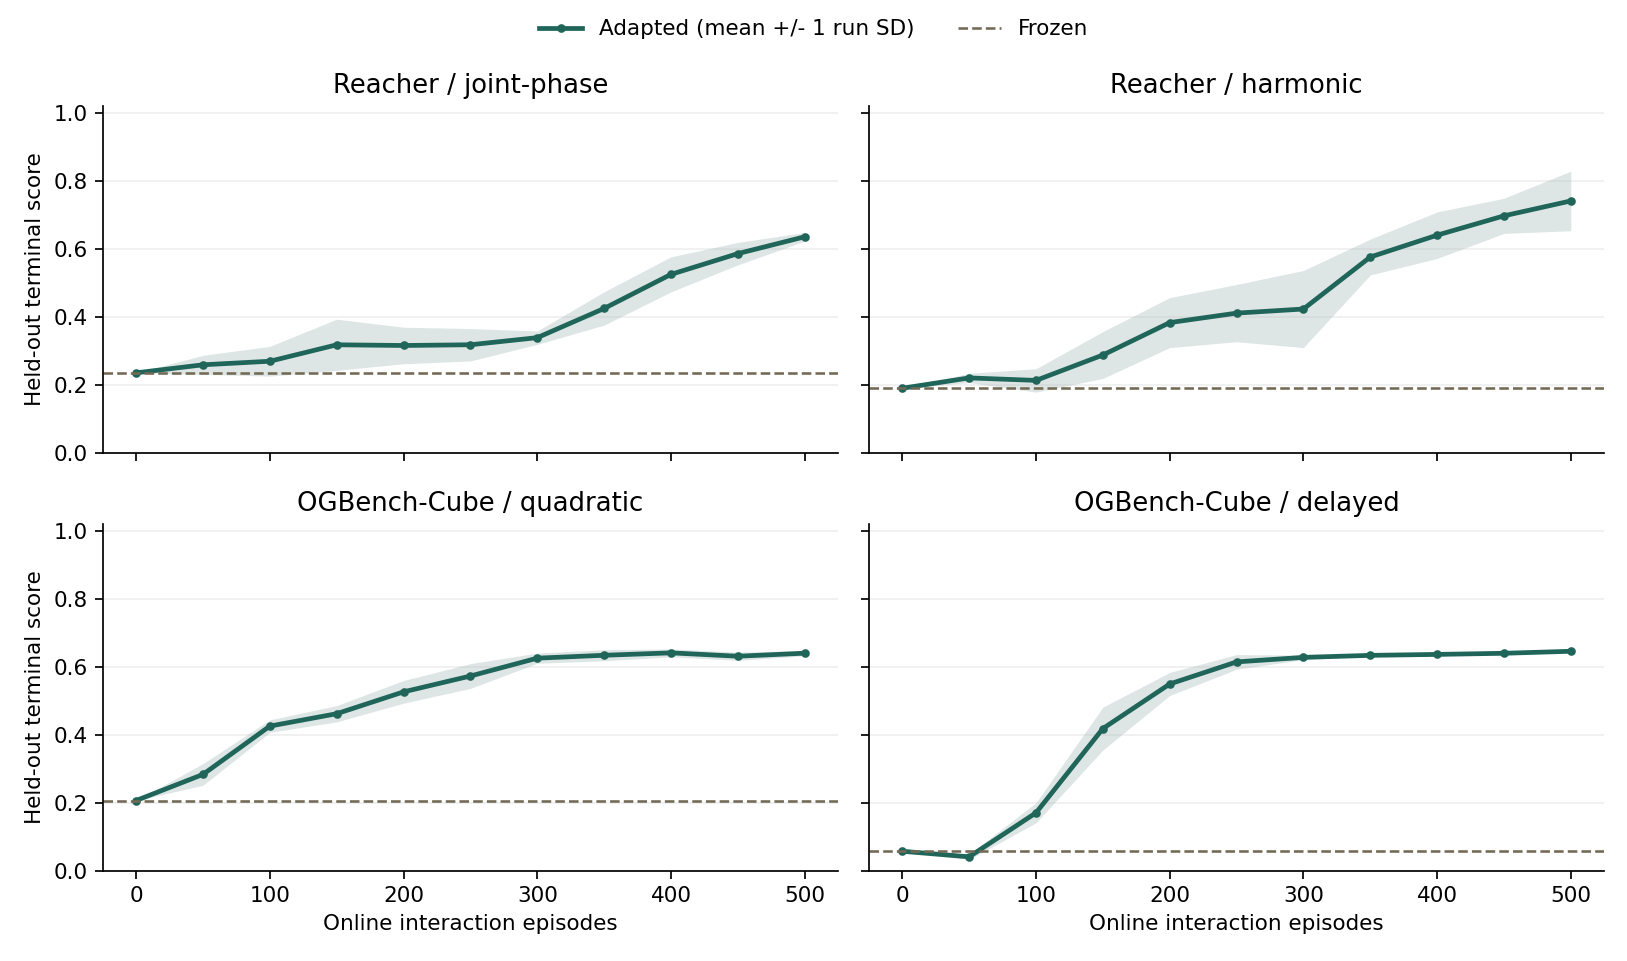 Adapted (mean +/- 1 run SD) Frozen
Reacher / joint-phase
Held-out terminal score
1.0
0.8
0.6
0.4
0.2
0.0
Reacher / harmonic
OGBench-Cube / quadratic
Held-out terminal score
1.0
0.8
0.6
0.4
0.2
0.0
0 100 200 300 400 500
Online interaction episodes
OGBench-Cube / delayed
0 100 200 300 400 500
Online interaction episodes